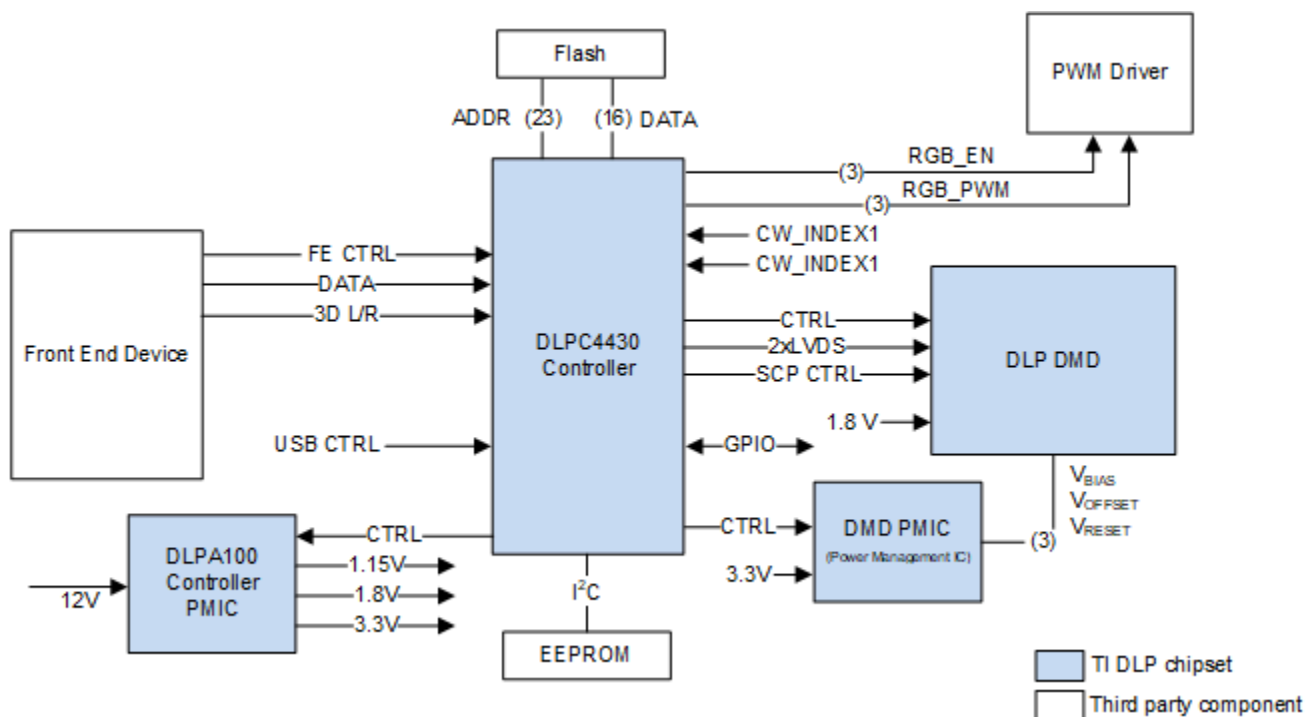 Flash
PWM Driver
ADDR (23) (16) DATA
RGB_EN
(3)
RGB_PWM
(3)
CW_INDEX1
CW_INDEX1
FE CTRL
DATA
3D L/R
Front End Device
DLPC4430
Controller
CTRL
2xLVDS
SCP CTRL
DLP DMD
1.8 V
USB CTRL
GPIO
VBIAS
VOFFSET
VRESET
(3)
CTRL
DMD PMIC
(Power Management IC)
3.3V
CTRL
DLPA100
Controller
PMIC
1.15V
1.8V
3.3V
12V
I²C
EEPROM
TI DLP chipset
Third party component